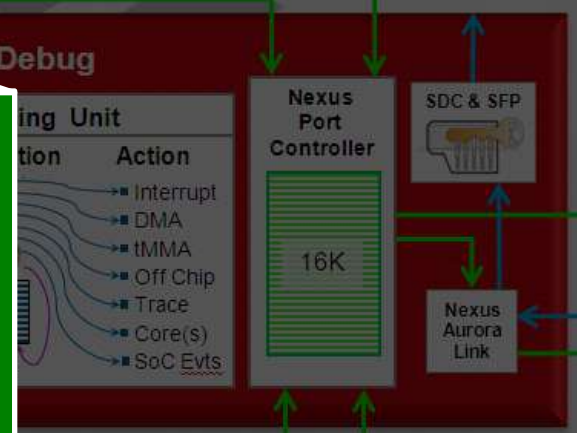 Debug
ing Unit
tion Action
Interrupt
DMA
tMMA
Off Chip
Trace
Core(s)
SoC Evts
Nexus
Port
Controller
16K
SDC & SFP
Nexus
Aurora
Link